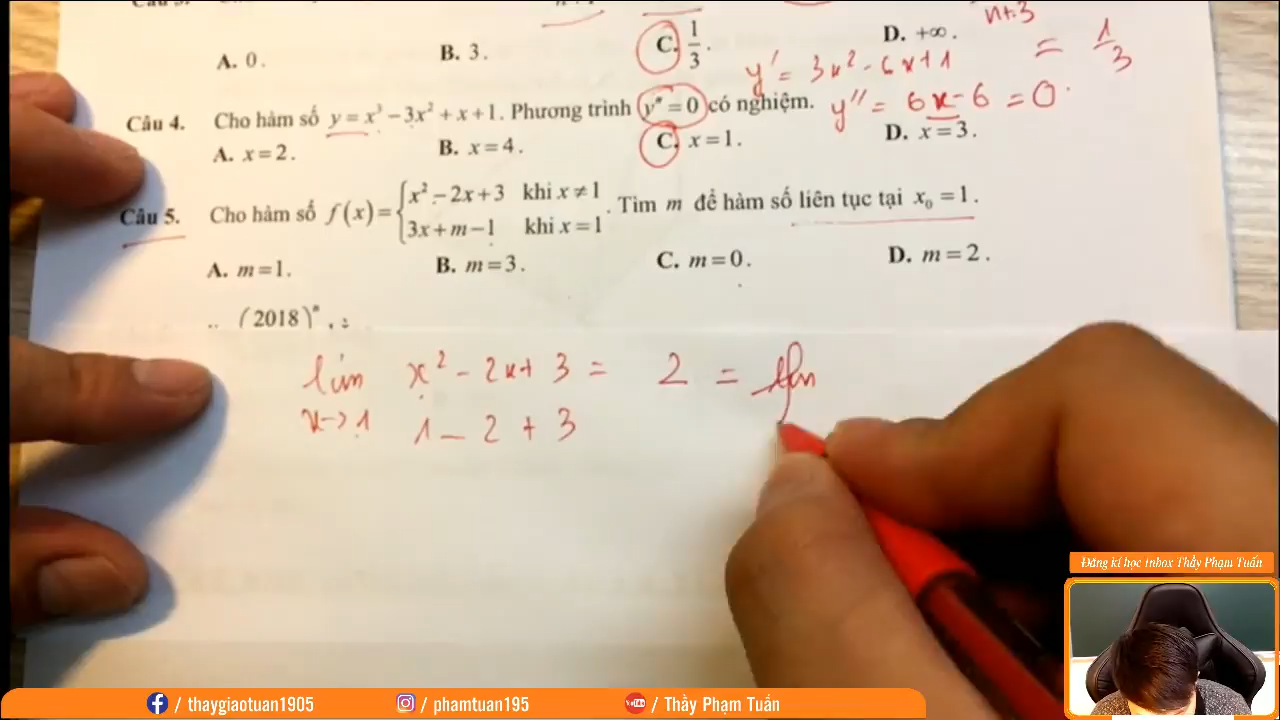 A. 0.
B. 3.
C. 1/3.
D. +∞.
n+3
= 1/3
y' = 3x² - 6x+1
Câu 4. Cho hàm số y = x³ − 3x² + x + 1. Phương trình y" = 0 có nghiệm.
y'' = 6x - 6 = 0
A. x = 2.
B. x = 4.
C. x = 1.
D. x = 3.
Câu 5. Cho hàm số f(x) = { x² − 2x + 3 khi x ≠ 1
3x + m − 1 khi x = 1 . Tìm m để hàm số liên tục tại x₀ = 1.
A. m = 1.
B. m = 3.
C. m = 0.
D. m = 2.
(2018)ⁿ
lim x² - 2x + 3 = 2 =
x→1 1 - 2 + 3
Đăng kí học inbox Thầy Phạm Tuấn
/ thaygiaotuan1905
/ phamtuan195
/ Thầy Phạm Tuấn